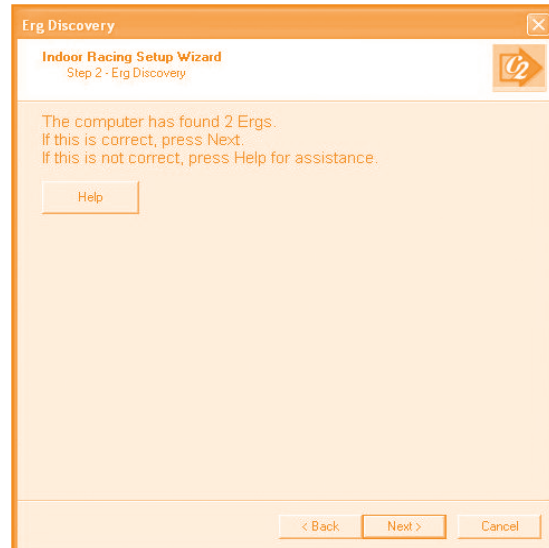 Erg Discovery
Indoor Racing Setup Wizard
Step 2 - Erg Discovery
C2
The computer has found 2 Ergs.
If this is correct, press Next.
If this is not correct, press Help for assistance.
Help
< Back Next > Cancel